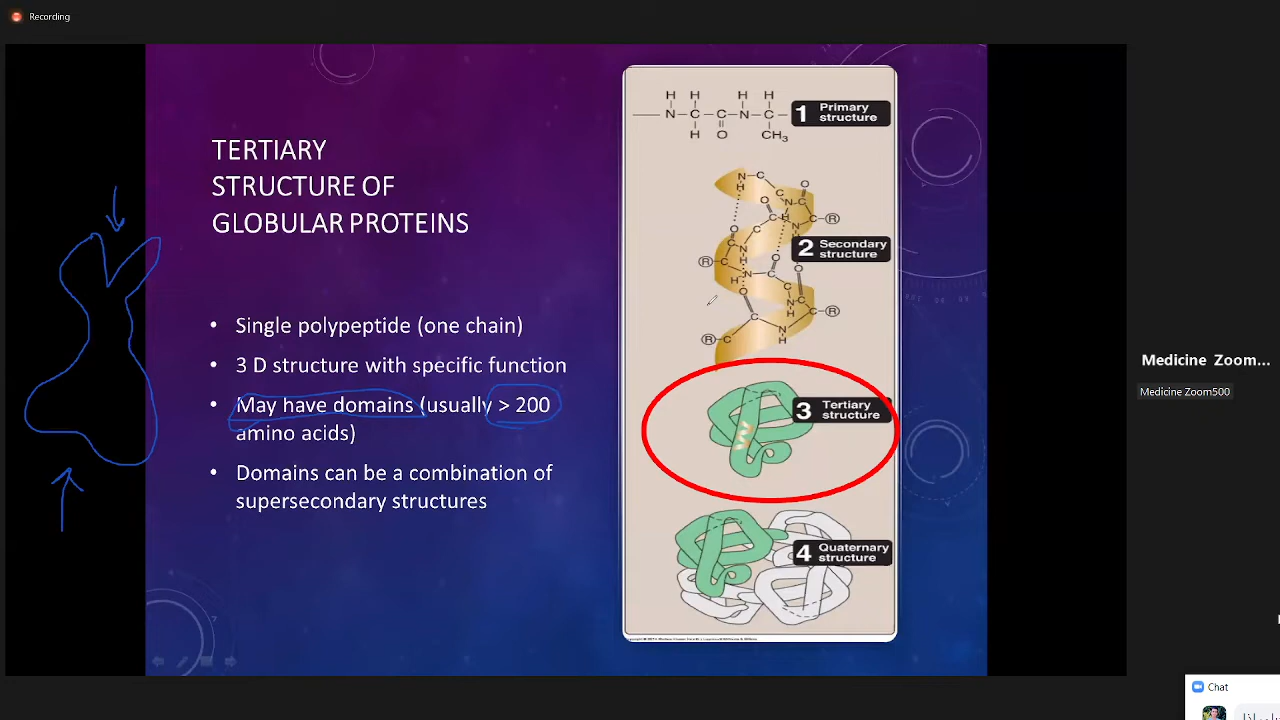 Recording
TERTIARY
STRUCTURE OF
GLOBULAR PROTEINS
• Single polypeptide (one chain)
• 3 D structure with specific function
• May have domains (usually > 200
amino acids)
• Domains can be a combination of
supersecondary structures
H H H H
N C C N C
H O CH3
1 Primary
structure
2 Secondary
structure
3 Tertiary
structure
4 Quaternary
structure
Medicine Zoom...
Medicine Zoom500
Chat